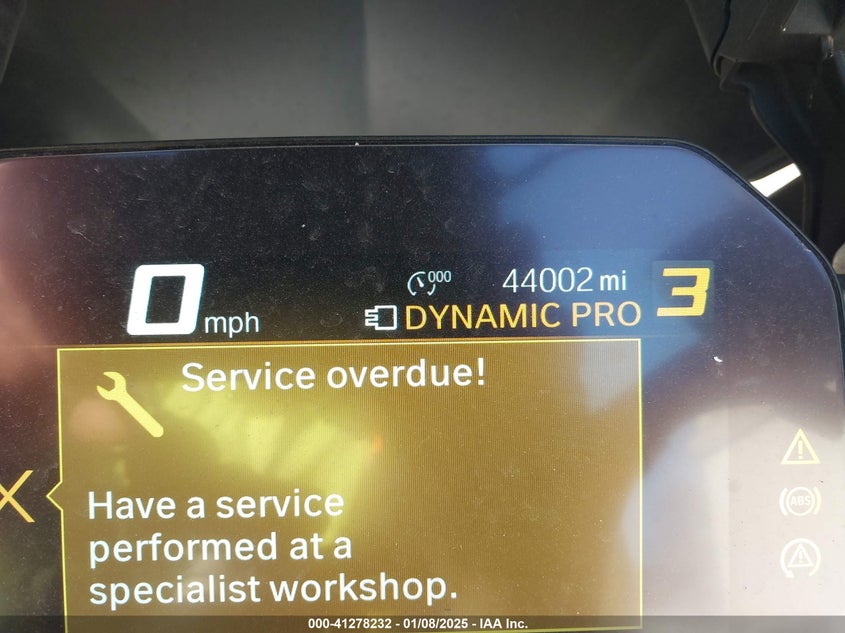 000 44002 mi 3
0 mph DYNAMIC PRO
Service overdue!
Have a service
performed at a
specialist workshop.
ABS
000-41278232 - 01/08/2025 - IAA Inc.